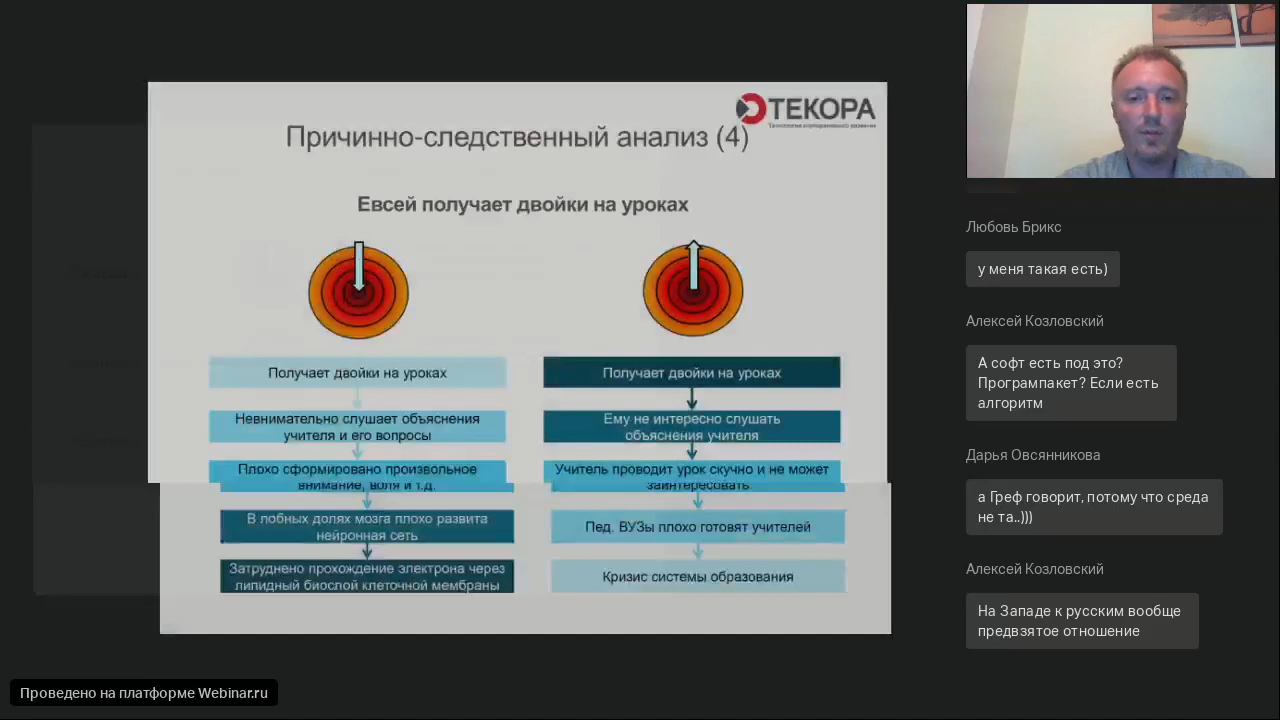 ТЕКОРА
Причинно-следственный анализ (4)
Евсей получает двойки на уроках
Получает двойки на уроках
Невнимательно слушает объяснения
учителя и его вопросы
Плохо сформировано произвольное
внимание, воля и т.д.
В лобных долях мозга плохо развита
нейронная сеть
Затруднено прохождение электрона через
липидный биослой клеточной мембраны
Получает двойки на уроках
Ему не интересно слушать
объяснения учителя
Учитель проводит урок скучно и не может
заинтересовать
Пед. ВУЗы плохо готовят учителей
Кризис системы образования
Любовь Брикс
у меня такая есть)
Алексей Козловский
А софт есть под это?
Програмпакет? Если есть
алгоритм
Дарья Овсянникова
а Греф говорит, потому что среда
не та..)))
Алексей Козловский
На Западе к русским вообще
предвзятое отношение
Проведено на платформе Webinar.ru